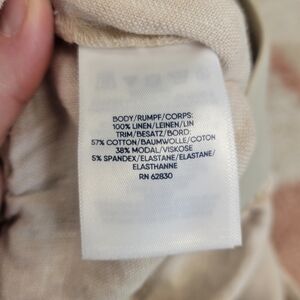 BODY/RUMPF/CORPS:
100% LINEN/LEINEN/LIN
TRIM/BESATZ/BORD:
57% COTTON/BAUMWOLLE/COTON
38% MODAL/VISKOSE
5% SPANDEX/ELASTANE/ELASTANE/
ELASTHANNE
RN 62830